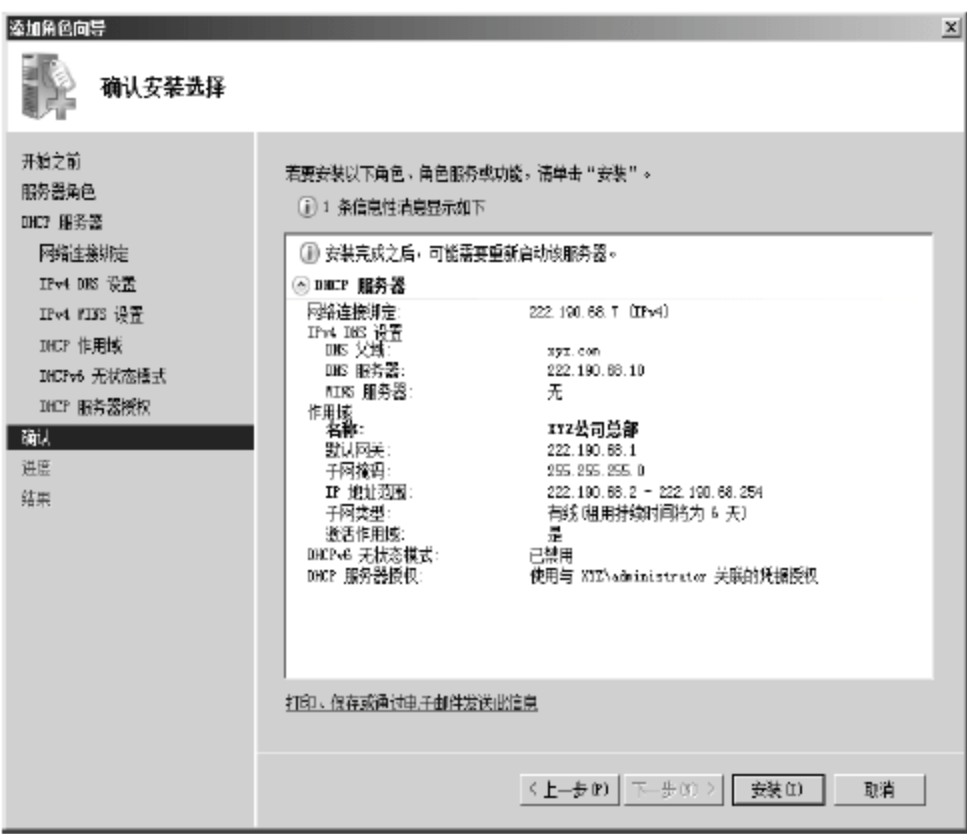 添加角色向导
确认安装选择
开始之前
服务器角色
DHCP 服务器
网络连接绑定
IPv4 DNS 设置
IPv4 WINS 设置
DHCP 作用域
DHCPv6 无状态模式
DHCP 服务器授权
确认
进度
结果
若要安装以下角色、角色服务或功能，请单击“安装”。
1 条信息性消息显示如下
安装完成之后，可能需要重新启动该服务器。
DHCP 服务器
网络连接绑定: 222.190.68.7 (IPv4)
IPv4 DNS 设置
DNS 父域: xyz.com
DNS 服务器: 222.190.68.10
WINS 服务器: 无
作用域
名称: XYZ公司总部
默认网关: 222.190.68.1
子网掩码: 255.255.255.0
IP 地址范围: 222.190.68.2 - 222.190.68.254
子网类型: 有线(租用持续时间将为 6 天)
激活作用域: 是
DHCPv6 无状态模式: 已禁用
DHCP 服务器授权: 使用与 XYZ\administrator 关联的凭据授权
打印、保存或通过电子邮件发送此信息
< 上一步(P)
下一步(N) >
安装(I)
取消